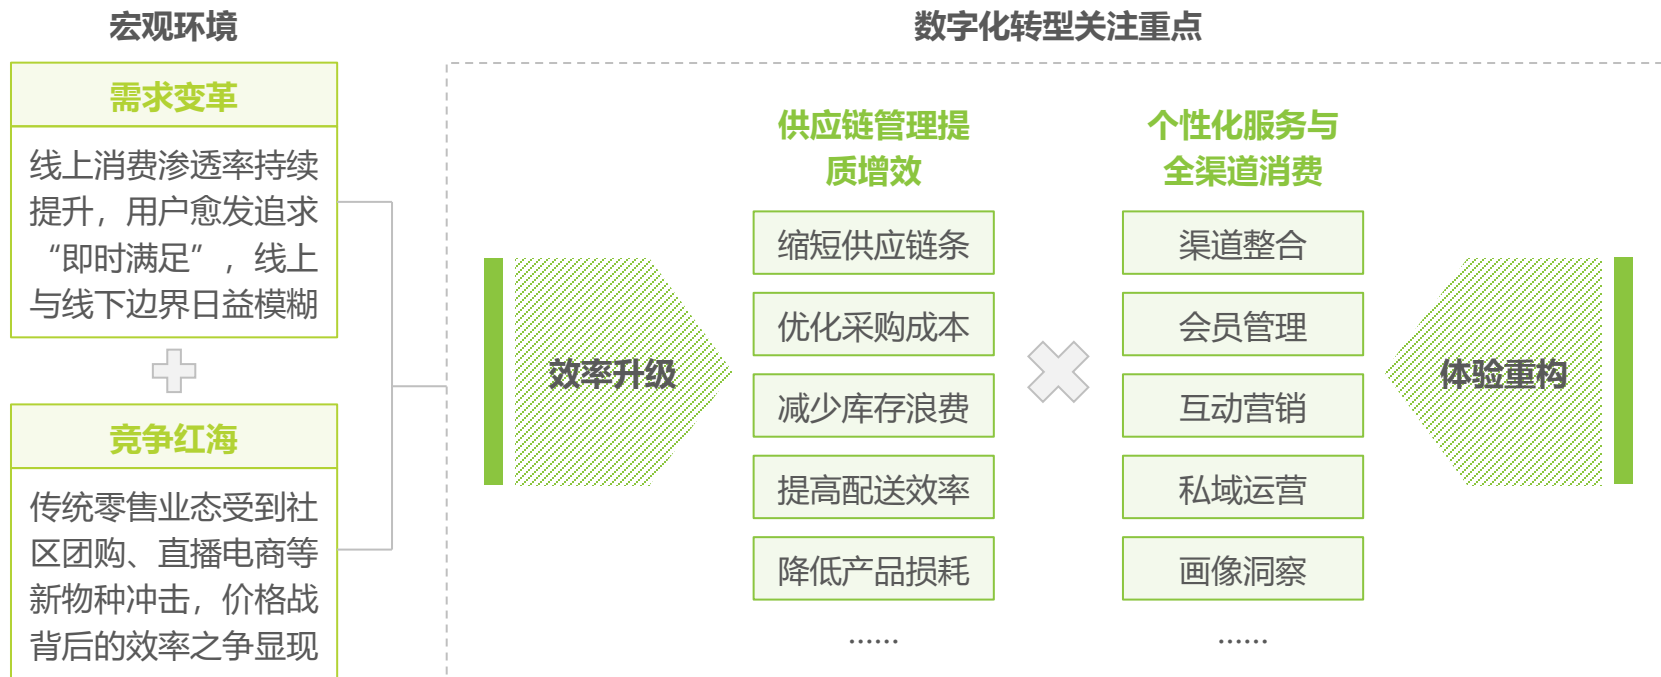 宏观环境
需求变革
线上消费渗透率持续
提升，用户愈发追求
“即时满足”，线上
与线下边界日益模糊
竞争红海
传统零售业态受到社
区团购、直播电商等
新物种冲击，价格战
背后的效率之争显现
数字化转型关注重点
效率升级
供应链管理提
质增效
缩短供应链条
优化采购成本
减少库存浪费
提高配送效率
降低产品损耗
……
个性化服务与
全渠道消费
渠道整合
会员管理
互动营销
私域运营
画像洞察
……
体验重构